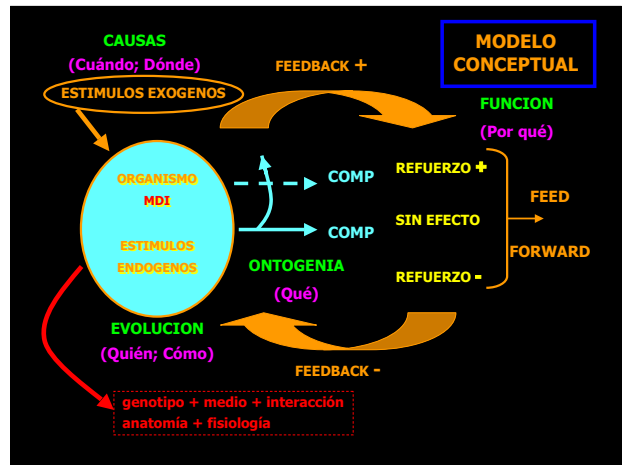 CAUSAS
(Cuándo; Dónde)
ESTIMULOS EXOGENOS
FEEDBACK +
MODELO
CONCEPTUAL
FUNCION
(Por qué)
ORGANISMO
MDI
ESTIMULOS
ENDOGENOS
COMP
COMP
REFUERZO +
SIN EFECTO
REFUERZO -
FEED
FORWARD
ONTOGENIA
(Qué)
EVOLUCION
(Quién; Cómo)
FEEDBACK -
genotipo + medio + interacción
anatomía + fisiología